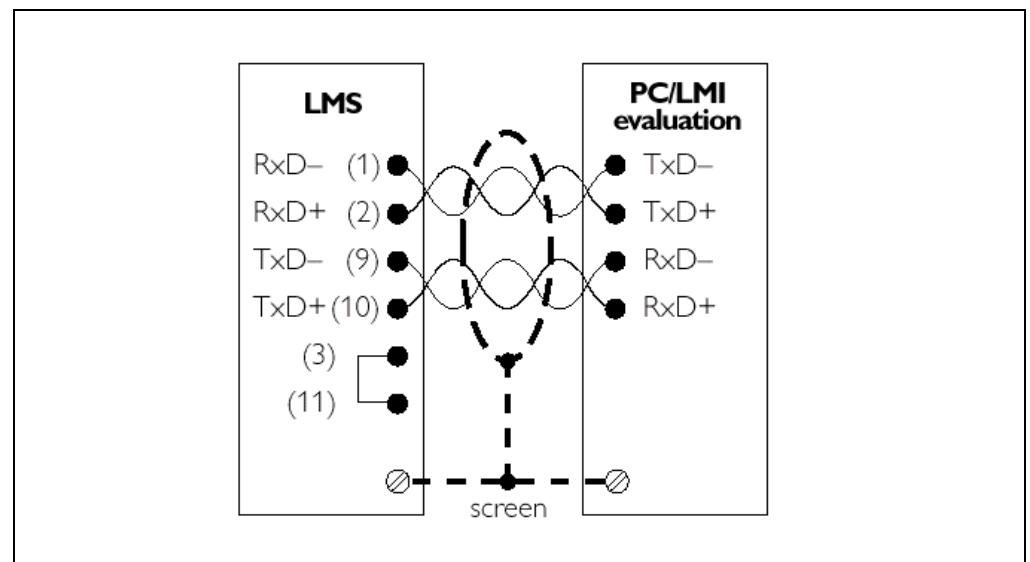 LMS
PC/LMI
evaluation
RxD– (1)
TxD–
RxD+ (2)
TxD+
TxD– (9)
RxD–
TxD+ (10)
RxD+
(3)
(11)
screen